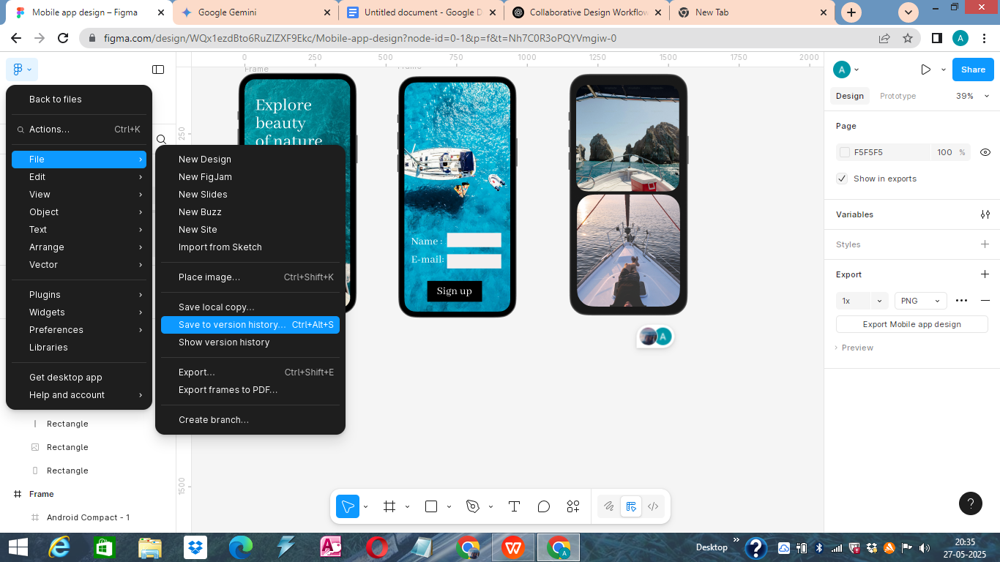 Mobile app design – Figma
Google Gemini
Untitled document - Google D
Collaborative Design Workflow
New Tab
figma.com/design/WQx1ezdBto6RuZIZXF9Ekc/Mobile-app-design?node-id=0-1&p=f&t=Nh7C0R3oPQYVmgiw-0
A
0 250 500 750 1000 1250 1500 1750 2000
Frame
Frame
A
Share
Design
Prototype
39%
Back to files
Actions... Ctrl+K
File
Edit
View
Object
Text
Arrange
Vector
Plugins
Widgets
Preferences
Libraries
Get desktop app
Help and account
New Design
New FigJam
New Slides
New Buzz
New Site
Import from Sketch
Place image... Ctrl+Shift+K
Save local copy...
Save to version history... Ctrl+Alt+S
Show version history
Export... Ctrl+Shift+E
Export frames to PDF...
Create branch...
250
1500
Explore
beauty
of nature
Name :
E-mail:
Sign up
A
Page
F5F5F5 100 %
Show in exports
Variables
Styles
Export
1x PNG
Export Mobile app design
Preview
Rectangle
Rectangle
Rectangle
Frame
Android Compact - 1
?
Desktop
20:35
27-05-2025